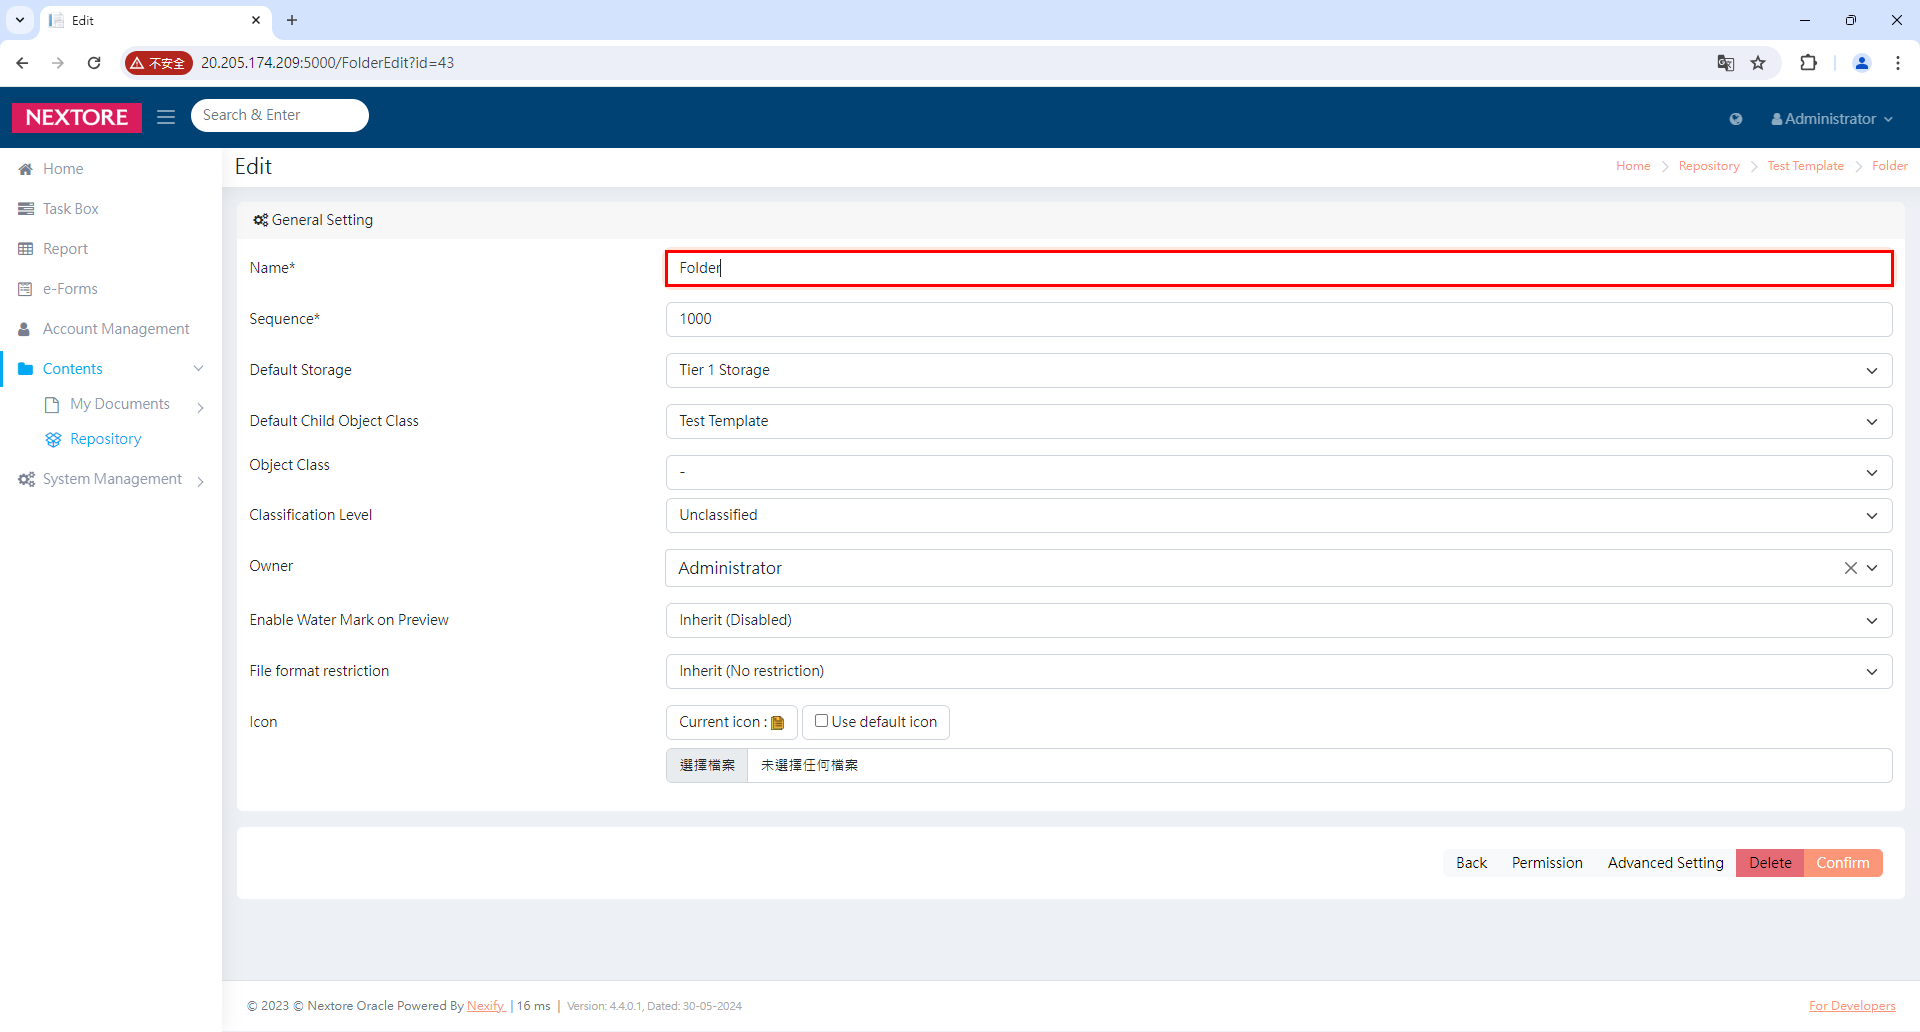 Edit
不安全
20.205.174.209:5000/FolderEdit?id=43
NEXTORE
Search & Enter
Administrator
Home
Task Box
Report
e-Forms
Account Management
Contents
My Documents
Repository
System Management
Edit
Home
Repository
Test Template
Folder
General Setting
Name*
Folder
Sequence*
1000
Default Storage
Tier 1 Storage
Default Child Object Class
Test Template
Object Class
-
Classification Level
Unclassified
Owner
Administrator
Enable Water Mark on Preview
Inherit (Disabled)
File format restriction
Inherit (No restriction)
Icon
Current icon :
Use default icon
選擇檔案
未選擇任何檔案
Back
Permission
Advanced Setting
Delete
Confirm
© 2023 © Nextore Oracle Powered By Nexify | 16 ms | Version: 4.4.0.1, Dated: 30-05-2024
For Developers